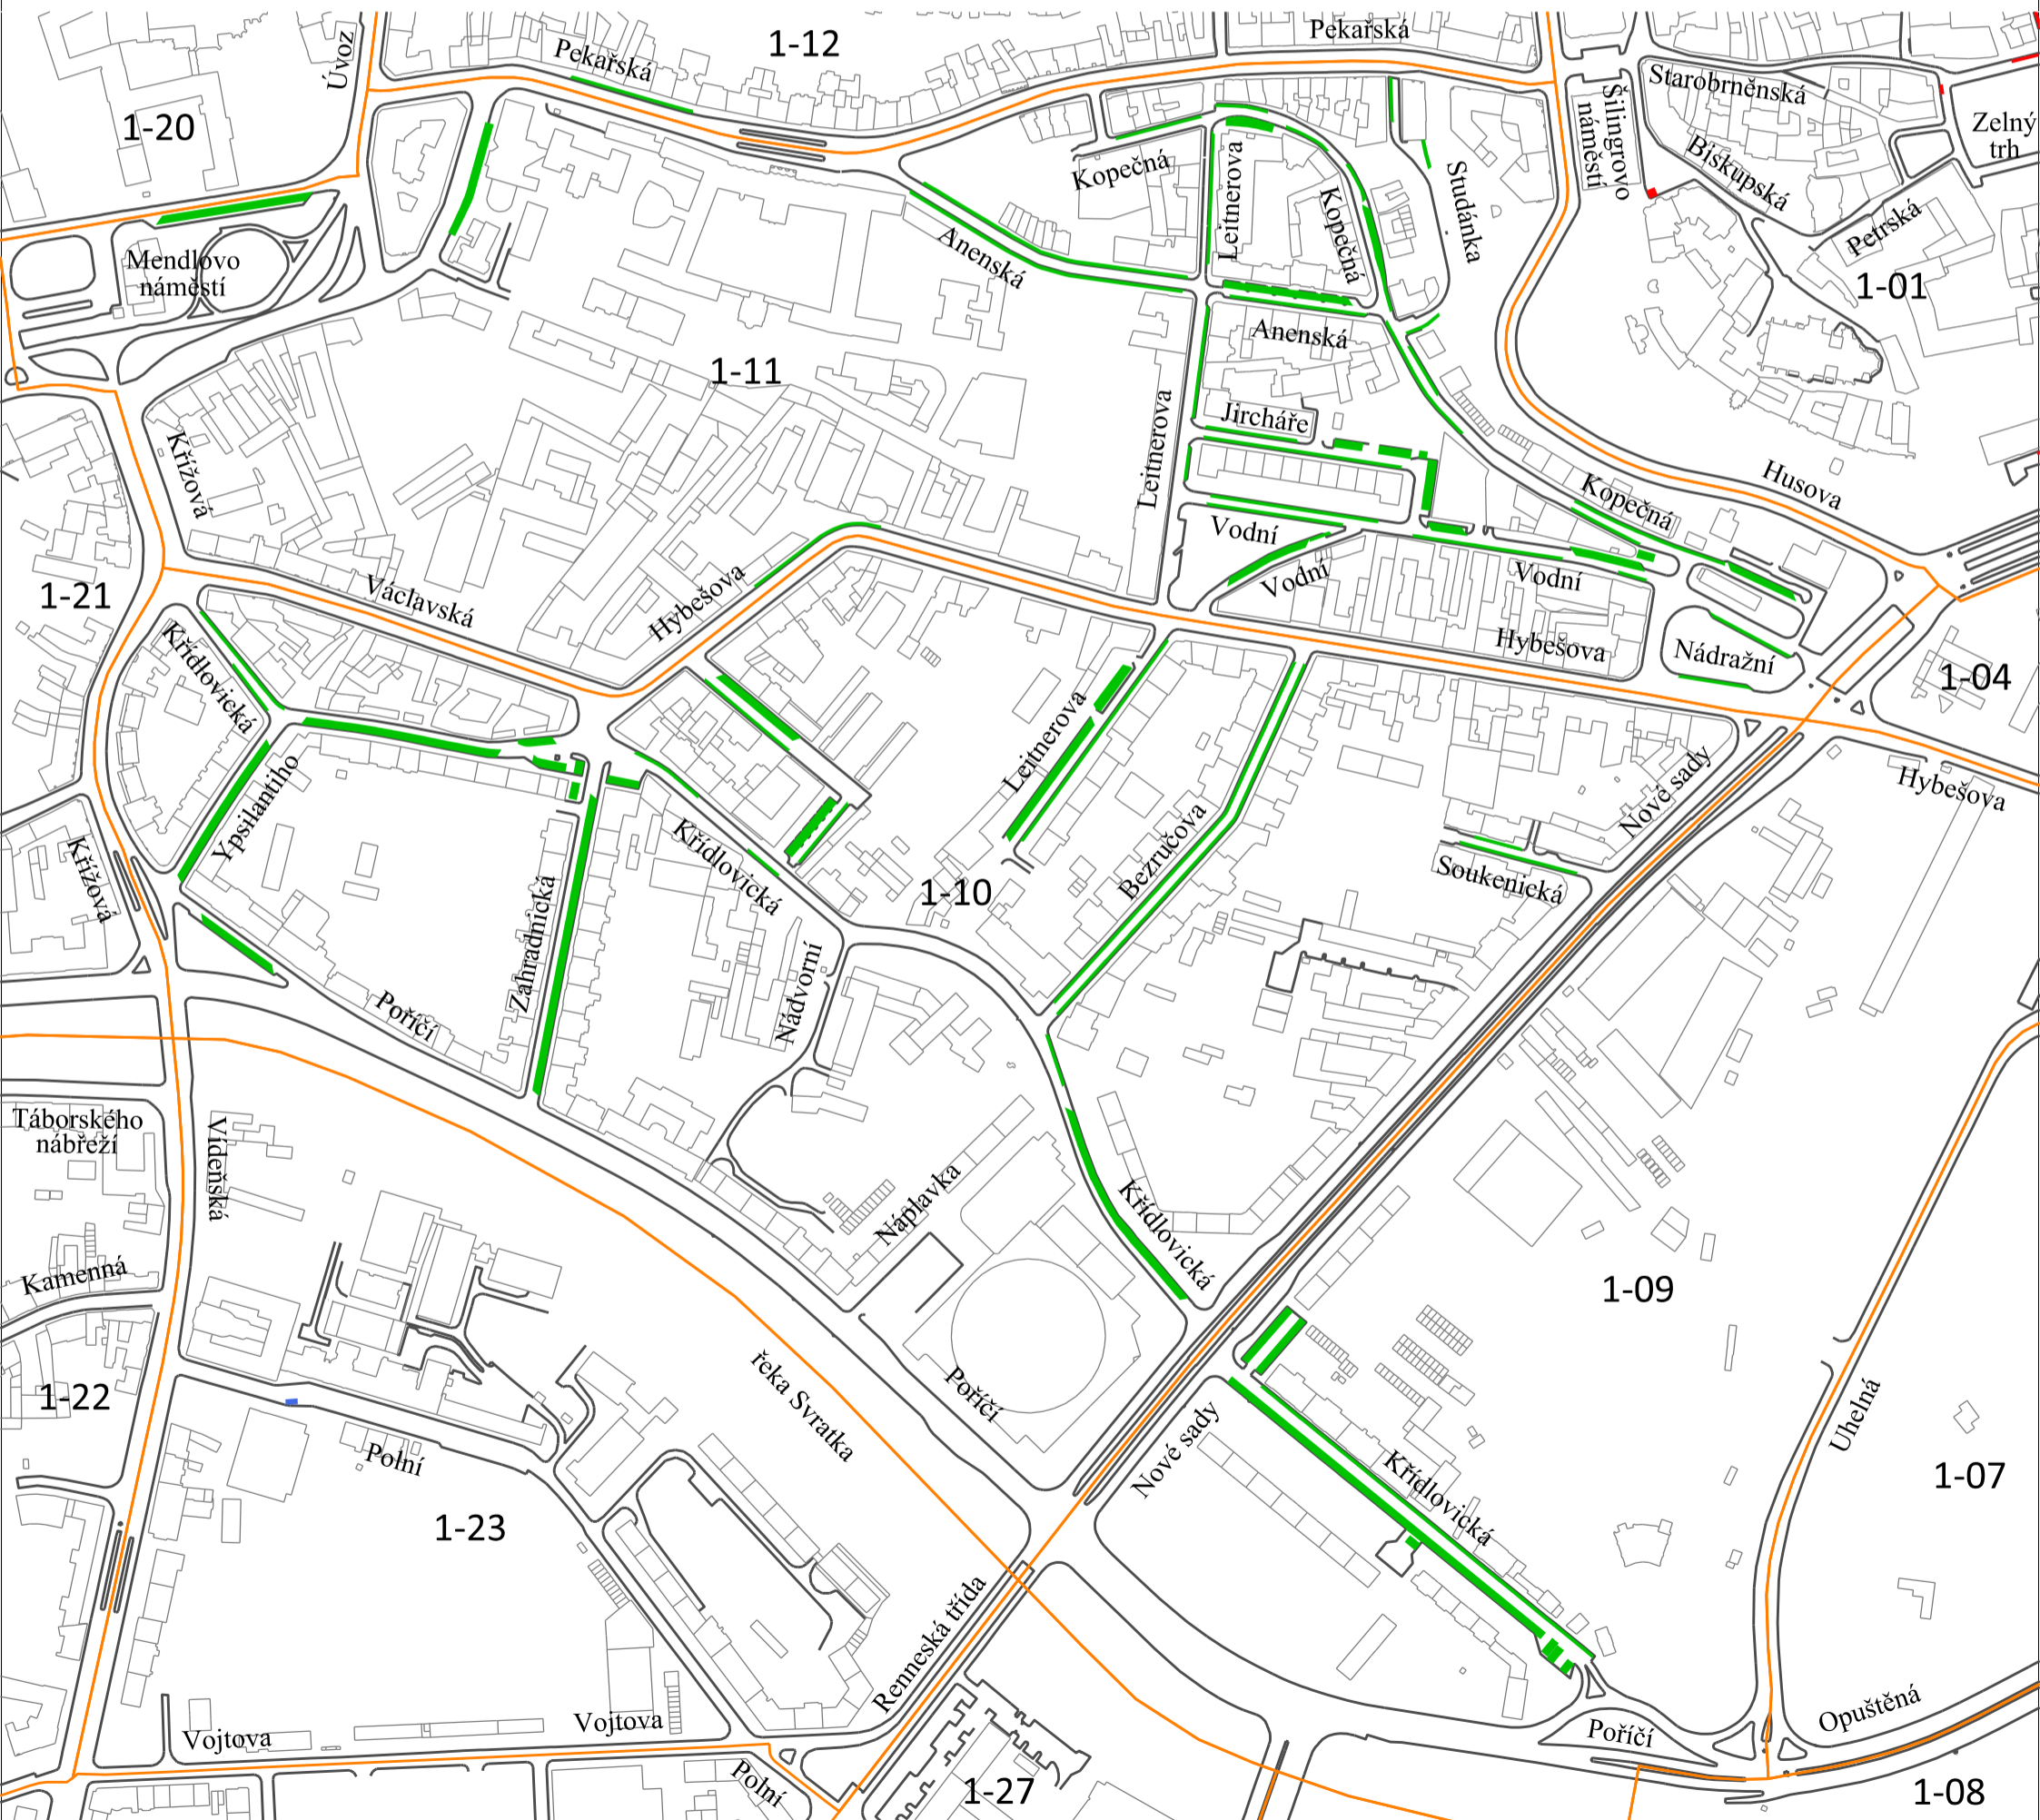 Pekařská
1-12
Pekařská
Úvoz
1-20
Starobrněnská
Šilingrovo
náměstí
Zelný
trh
Biskupská
Petrská
1-01
Kopečná
Leitnerova
Kopečná
Studánka
Mendlovo
náměstí
Anenská
Anenská
1-11
Jircháře
Leitnerova
Křížová
Husova
Kopečná
Vodní
Vodní
Vodní
1-21
Václavská
Hybešova
Hybešova
Nádražní
1-04
Křídlovická
Leitnerova
Ypsilantiho
Nové sady
Hybešova
Křížová
Křídlovická
Bezručova
Soukenická
1-10
Zahradnická
Nádvorní
Poříčí
Táborského
nábřeží
Vídeňská
Náplavka
Křídlovická
Kamenná
1-09
1-22
řeka Svratka
Poříčí
Nové sady
Uhelná
Polní
Křídlovická
1-07
1-23
Renneská třída
Vojtova
Vojtova
Poříčí
Opuštěná
Polní
1-27
1-08